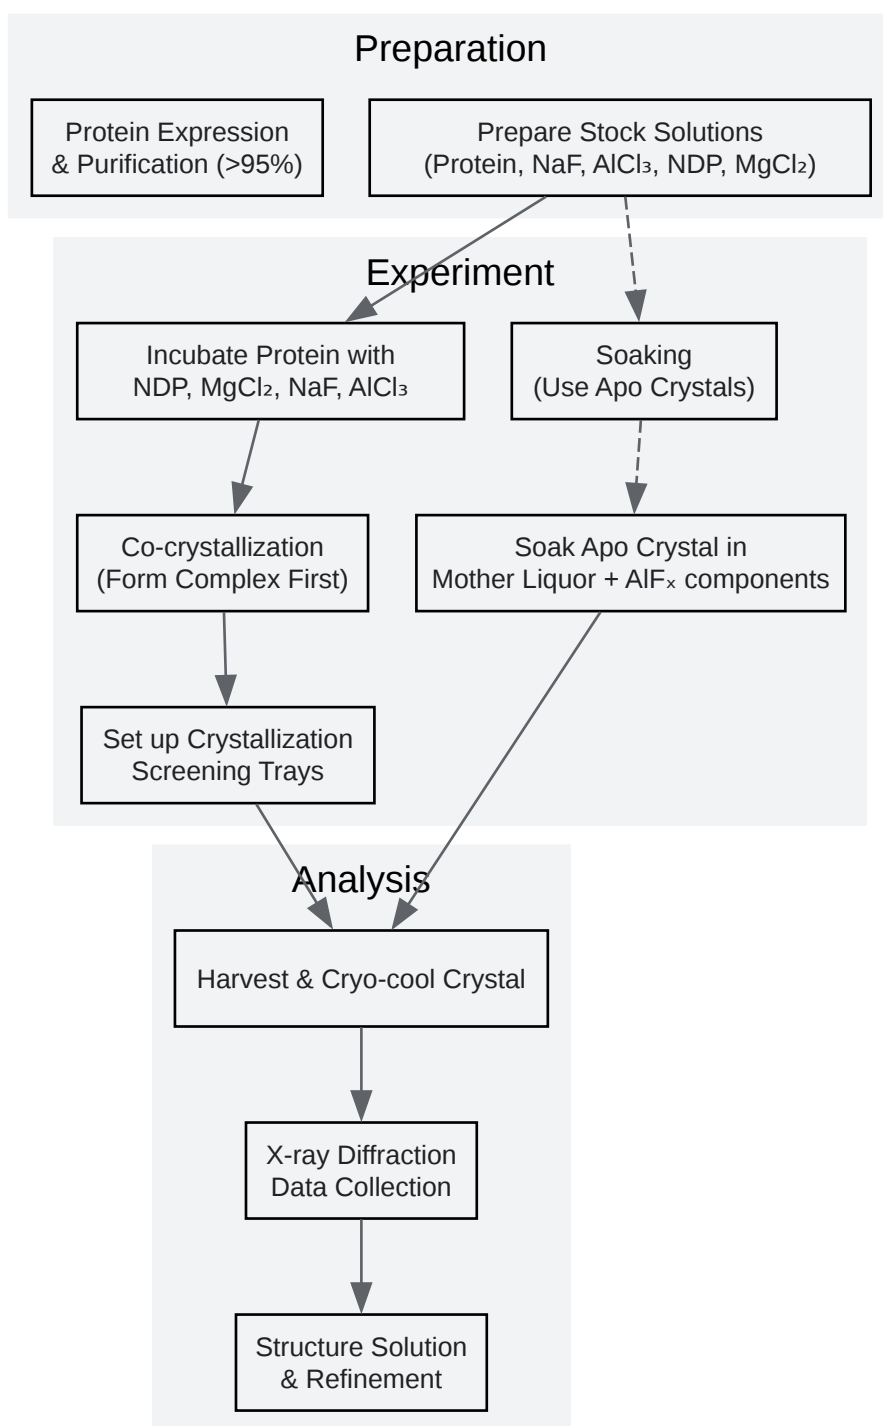 Preparation
Protein Expression
& Purification (>95%)
Prepare Stock Solutions
(Protein, NaF, AlCl₃, NDP, MgCl₂)
Experiment
Incubate Protein with
NDP, MgCl₂, NaF, AlCl₃
Soaking
(Use Apo Crystals)
Co-crystallization
(Form Complex First)
Soak Apo Crystal in
Mother Liquor + AlFₓ components
Set up Crystallization
Screening Trays
Analysis
Harvest & Cryo-cool Crystal
X-ray Diffraction
Data Collection
Structure Solution
& Refinement